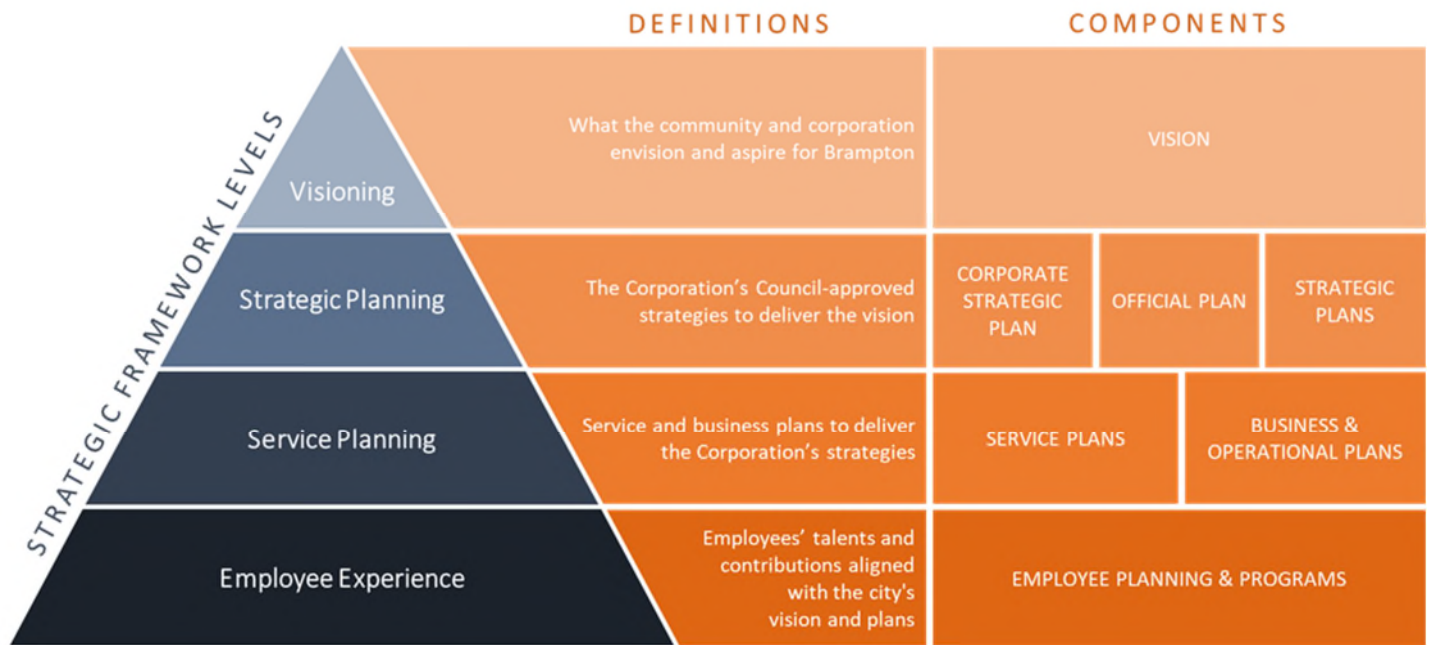 DEFINITIONS
COMPONENTS
STRATEGIC FRAMEWORK LEVELS
Visioning
What the community and corporation
envision and aspire for Brampton
VISION
Strategic Planning
The Corporation's Council-approved
strategies to deliver the vision
CORPORATE
STRATEGIC
PLAN
OFFICIAL PLAN
STRATEGIC
PLANS
Service Planning
Service and business plans to deliver
the Corporation's strategies
SERVICE PLANS
BUSINESS &
OPERATIONAL PLANS
Employee Experience
Employees' talents and
contributions aligned
with the city's
vision and plans
EMPLOYEE PLANNING & PROGRAMS